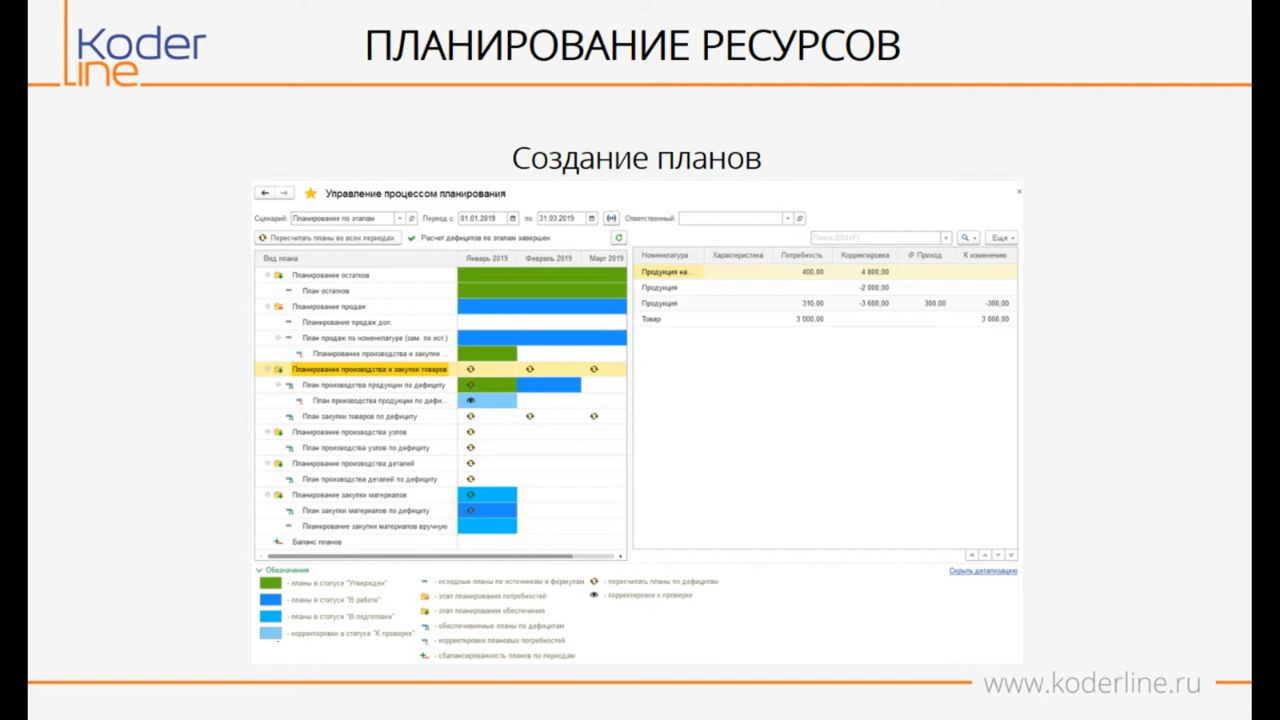 Koder
line
ПЛАНИРОВАНИЕ РЕСУРСОВ
Создание планов
Управление процессом планирования
Сценарий: Планирование по этапам Период с: 01.01.2019 по: 31.03.2019 Ответственный:
Пересчитать планы во всех периодах Расчет дефицитов по этапам завершен
Поиск (Ctrl+F) Еще
Вид плана Январь 2019 Февраль 2019 Март 2019
Номенклатура Характеристика Потребность Корректировка Приход К изменению
Планирование остатков
План остатков
Планирование продаж
Планирование продаж доп.
План продаж по номенклатуре (зам. по ист.)
Планирование производства и закупки ...
Планирование производства и закупки товаров
План производства продукции по дефициту
План производства продукции по дефи...
План закупки товаров по дефициту
Планирование производства узлов
План производства узлов по дефициту
Планирование производства деталей
План производства деталей по дефициту
Планирование закупки материалов
План закупки материалов по дефициту
Планирование закупки материалов вручную
Баланс планов
Продукция ка... 400,00 4 800,00
Продукция -2 000,00
Продукция 310,00 -3 600,00 300,00 -300,00
Товар 3 000,00 3 000,00
Скрыть детализацию
Обозначения
- планы в статусе "Утвержден"
- планы в статусе "В работе"
- планы в статусе "В подготовке"
- корректировки в статусе "К проверке"
- исходные планы по источникам и формулам
- этап планирования потребностей
- этап планирования обеспечения
- обеспечиваемые планы по дефицитам
- корректировки плановых потребностей
- сбалансированность планов по периодам
- пересчитать планы по дефицитам
- корректировки к проверке
www.koderline.ru